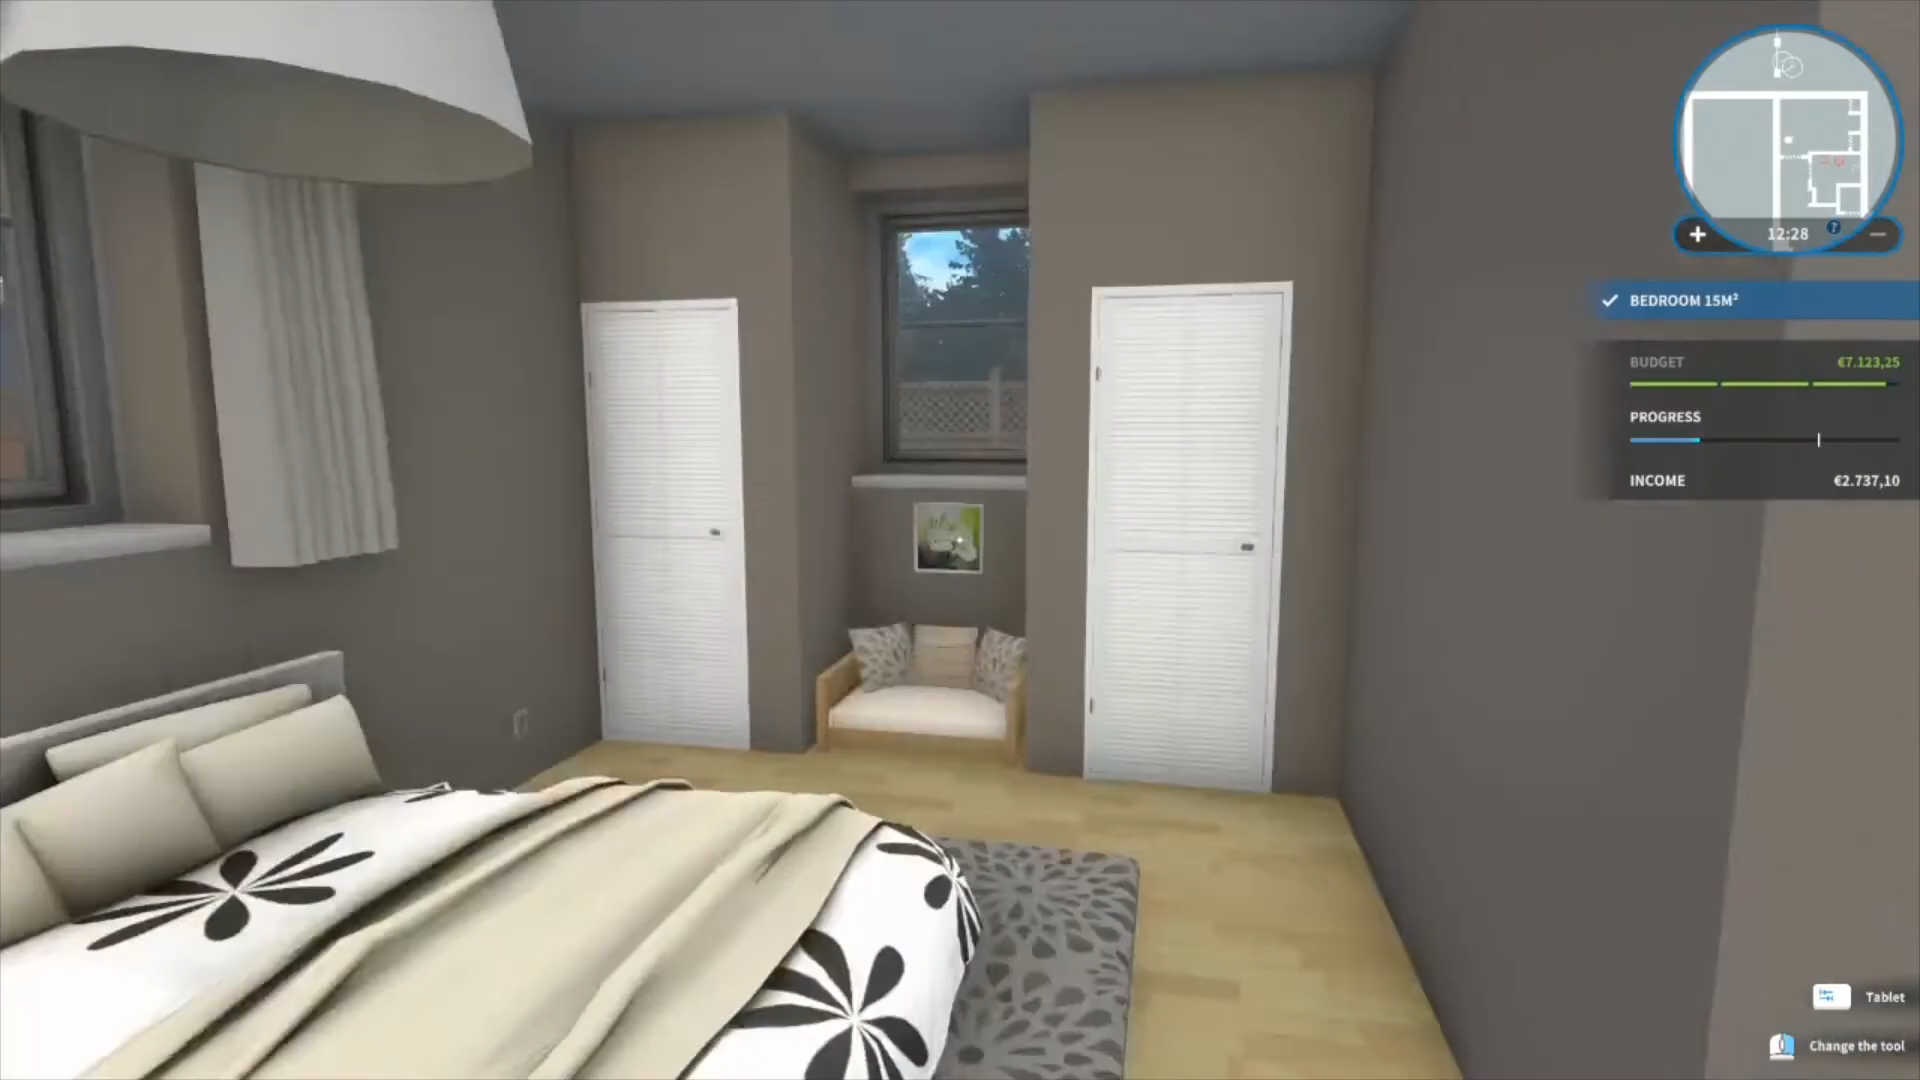 12:28
?
BEDROOM 15M²
BUDGET €7.123,25
PROGRESS
INCOME €2.737,10
Tablet
Change the tool